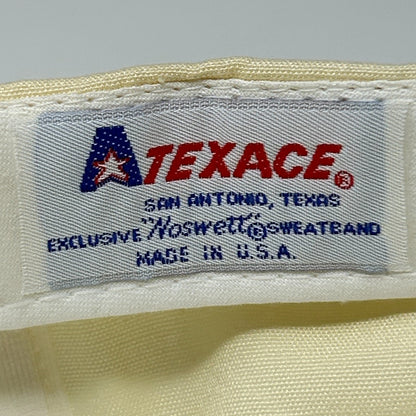 A TEXACE®
SAN ANTONIO, TEXAS
EXCLUSIVE "Noswett"© SWEATBAND
MADE IN U.S.A.